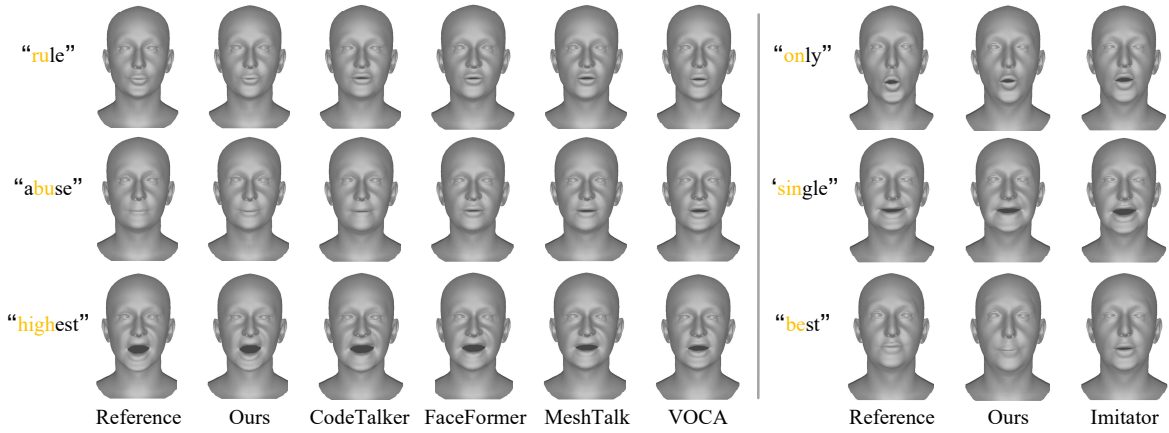 “rule” “only”
“abuse” ‘single”
“highest” “best”
Reference Ours CodeTalker FaceFormer MeshTalk VOCA Reference Ours Imitator